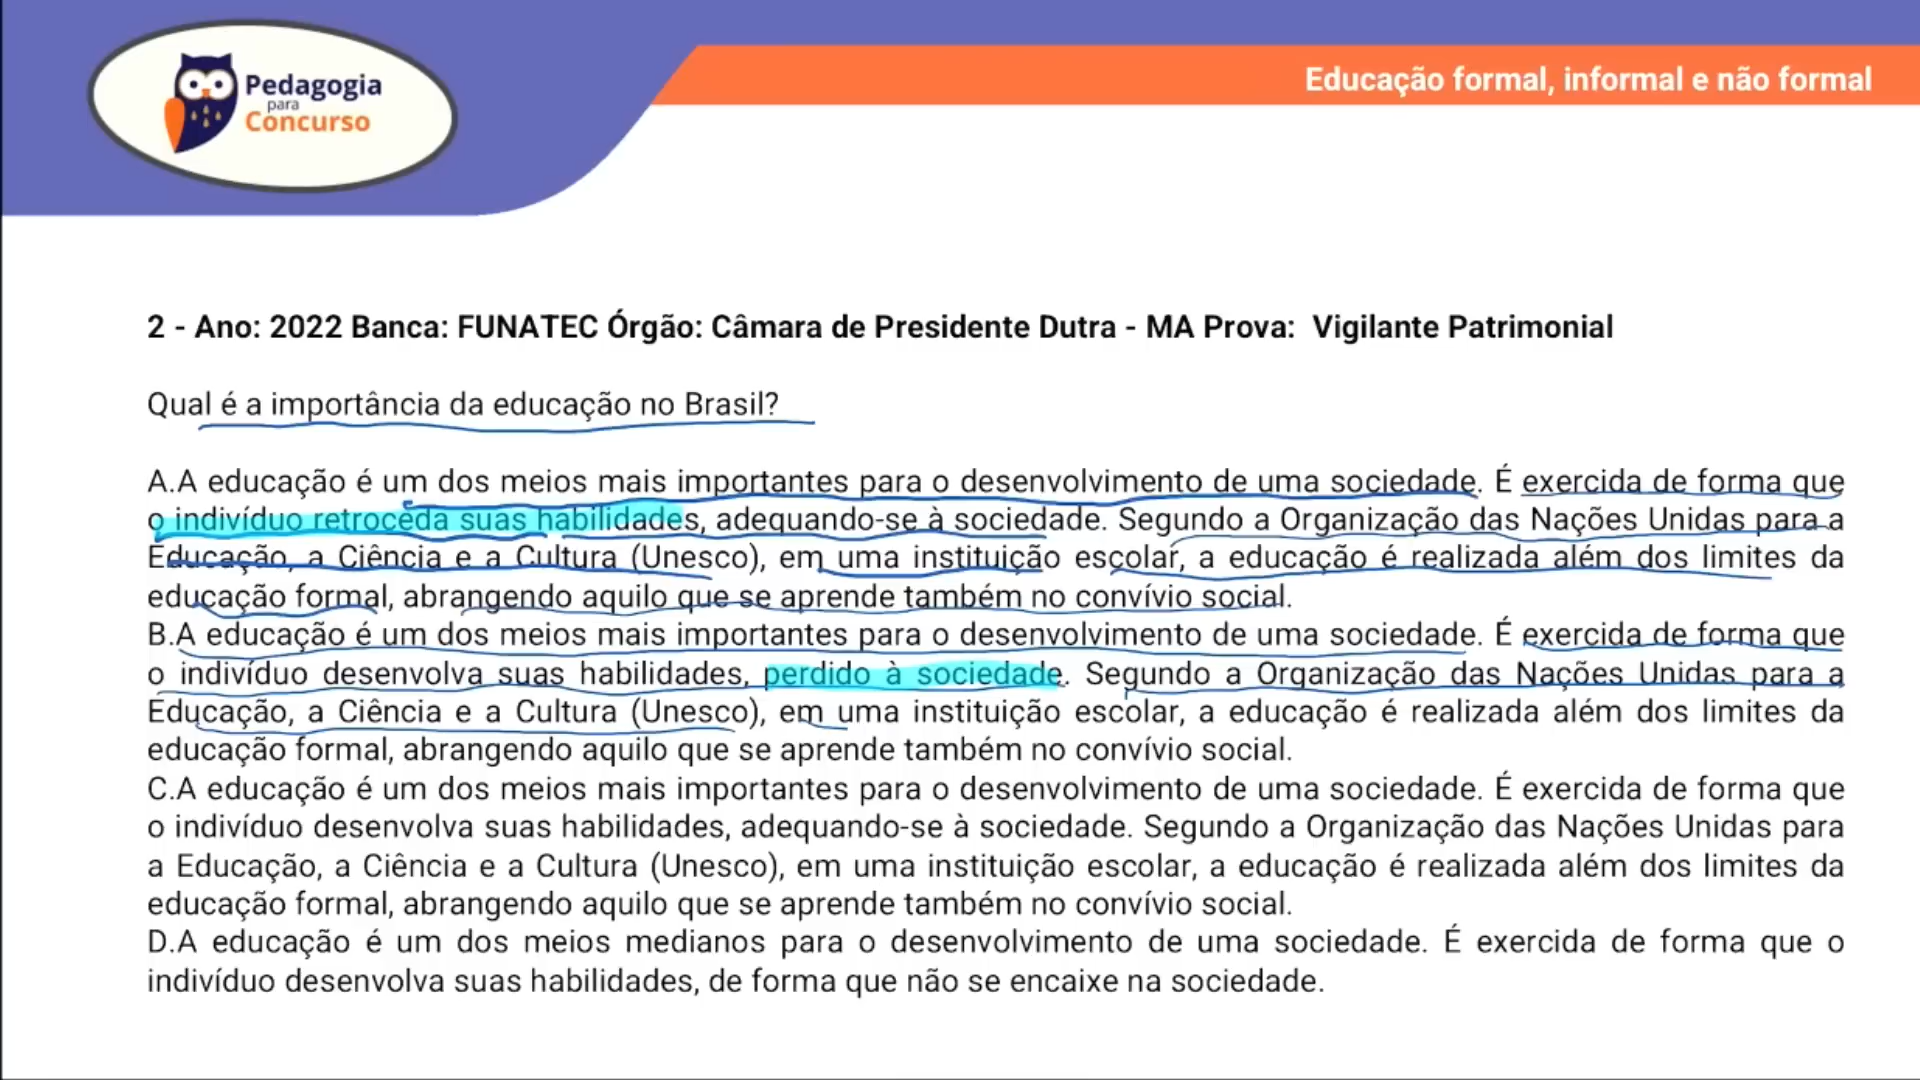 Pedagogia
para
Concurso
Educação formal, informal e não formal
2 - Ano: 2022 Banca: FUNATEC Órgão: Câmara de Presidente Dutra - MA Prova: Vigilante Patrimonial
Qual é a importância da educação no Brasil?
A.A educação é um dos meios mais importantes para o desenvolvimento de uma sociedade. É exercida de forma que
o indivíduo retroceda suas habilidades, adequando-se à sociedade. Segundo a Organização das Nações Unidas para a
Educação, a Ciência e a Cultura (Unesco), em uma instituição escolar, a educação é realizada além dos limites da
educação formal, abrangendo aquilo que se aprende também no convívio social.
B.A educação é um dos meios mais importantes para o desenvolvimento de uma sociedade. É exercida de forma que
o indivíduo desenvolva suas habilidades, perdido à sociedade. Segundo a Organização das Nações Unidas para a
Educação, a Ciência e a Cultura (Unesco), em uma instituição escolar, a educação é realizada além dos limites da
educação formal, abrangendo aquilo que se aprende também no convívio social.
C.A educação é um dos meios mais importantes para o desenvolvimento de uma sociedade. É exercida de forma que
o indivíduo desenvolva suas habilidades, adequando-se à sociedade. Segundo a Organização das Nações Unidas para
a Educação, a Ciência e a Cultura (Unesco), em uma instituição escolar, a educação é realizada além dos limites da
educação formal, abrangendo aquilo que se aprende também no convívio social.
D.A educação é um dos meios medianos para o desenvolvimento de uma sociedade. É exercida de forma que o
indivíduo desenvolva suas habilidades, de forma que não se encaixe na sociedade.